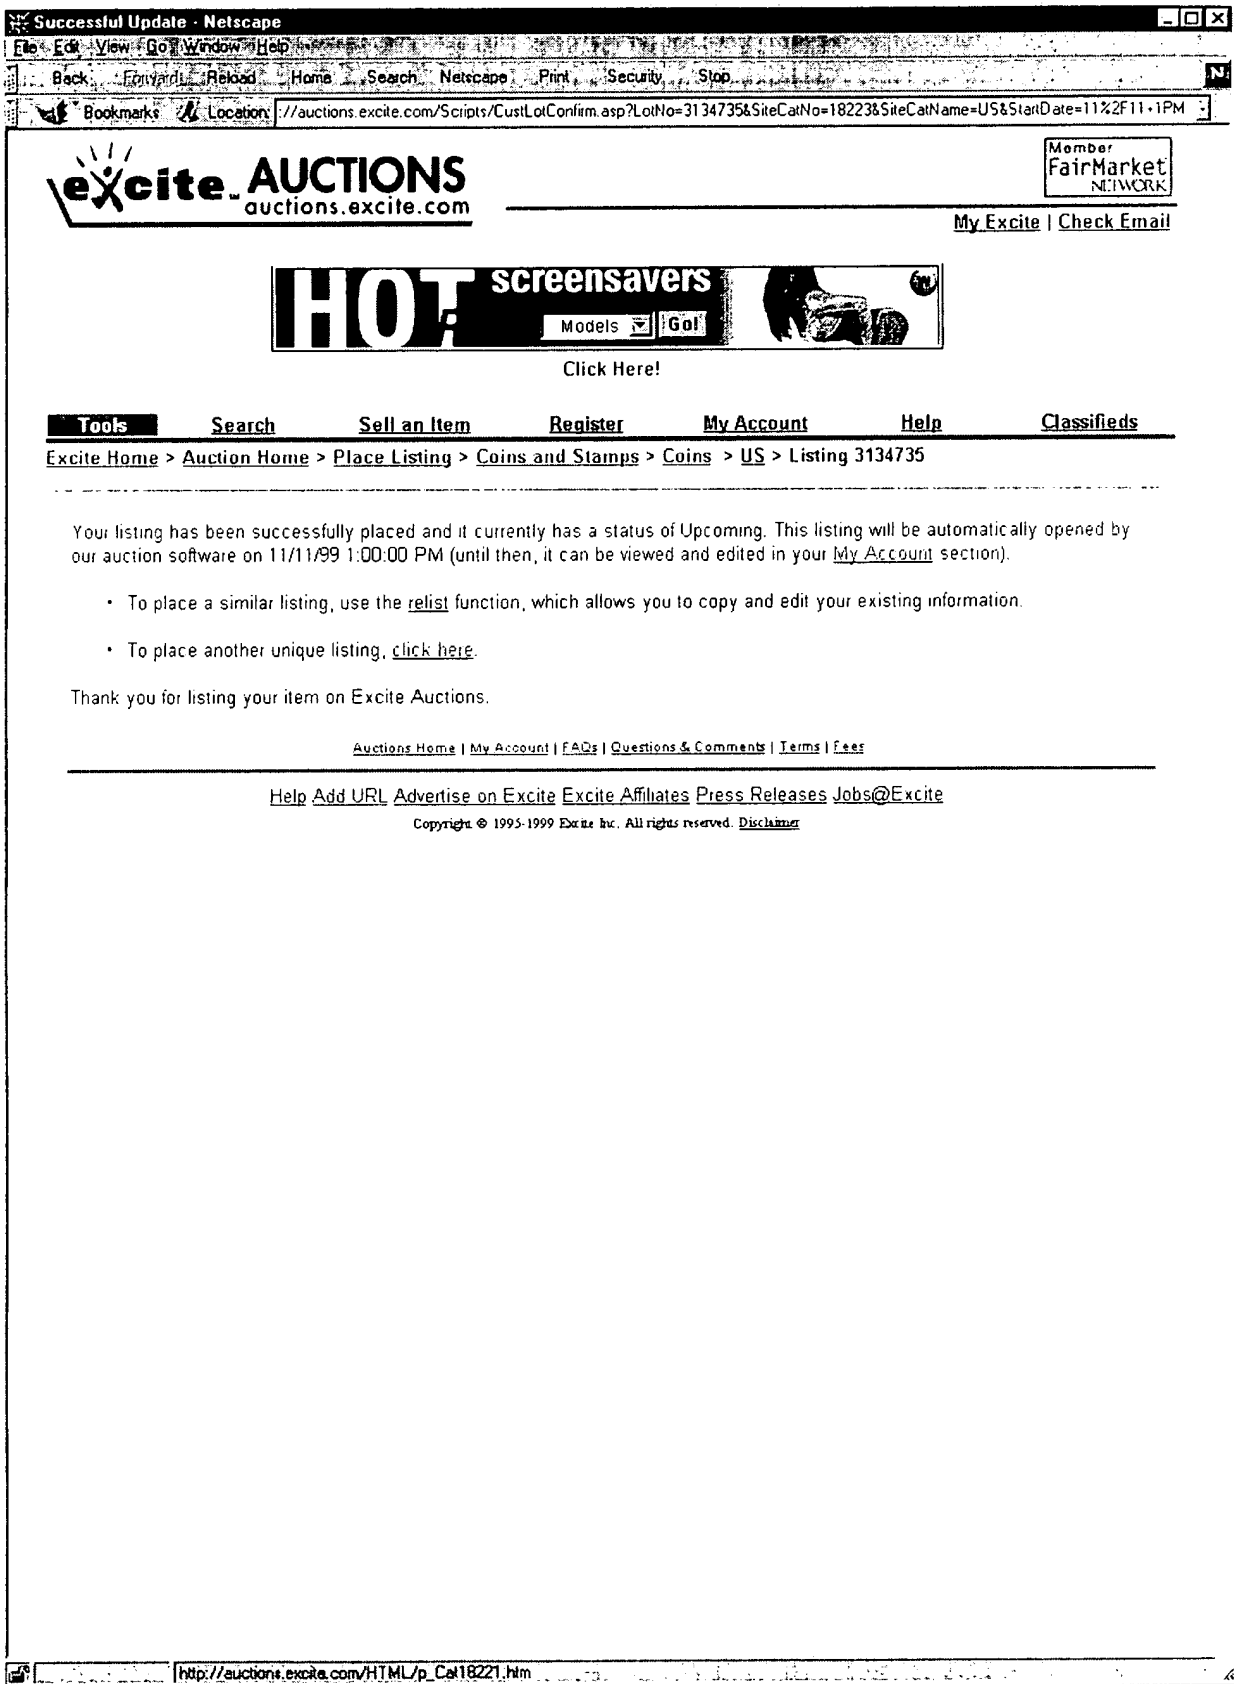 Successful Update - Netscape
File Edit View Go Window Help
Back Forward Reload Home Search Netscape Print Security Stop
N
Bookmarks Location: ://auctions.excite.com/Scripts/CustLotConfirm.asp?LotNo=3134735&SiteCatNo=18223&SiteCatName=US&StartDate=11%2F11+1PM
excite AUCTIONS
auctions.excite.com
Member
FairMarket
NETWORK
My Excite | Check Email
HOT screensavers
Models Go!
Click Here!
Tools Search Sell an Item Register My Account Help Classifieds
Excite Home > Auction Home > Place Listing > Coins and Stamps > Coins > US > Listing 3134735
Your listing has been successfully placed and it currently has a status of Upcoming. This listing will be automatically opened by
our auction software on 11/11/99 1:00:00 PM (until then, it can be viewed and edited in your My Account section).
• To place a similar listing, use the relist function, which allows you to copy and edit your existing information.
• To place another unique listing, click here.
Thank you for listing your item on Excite Auctions.
Auctions Home | My Account | FAQs | Questions & Comments | Terms | Fees
Help Add URL Advertise on Excite Excite Affiliates Press Releases Jobs@Excite
Copyright © 1995-1999 Excite Inc. All rights reserved. Disclaimer
http://auctions.excite.com/HTML/p_Cat18221.htm